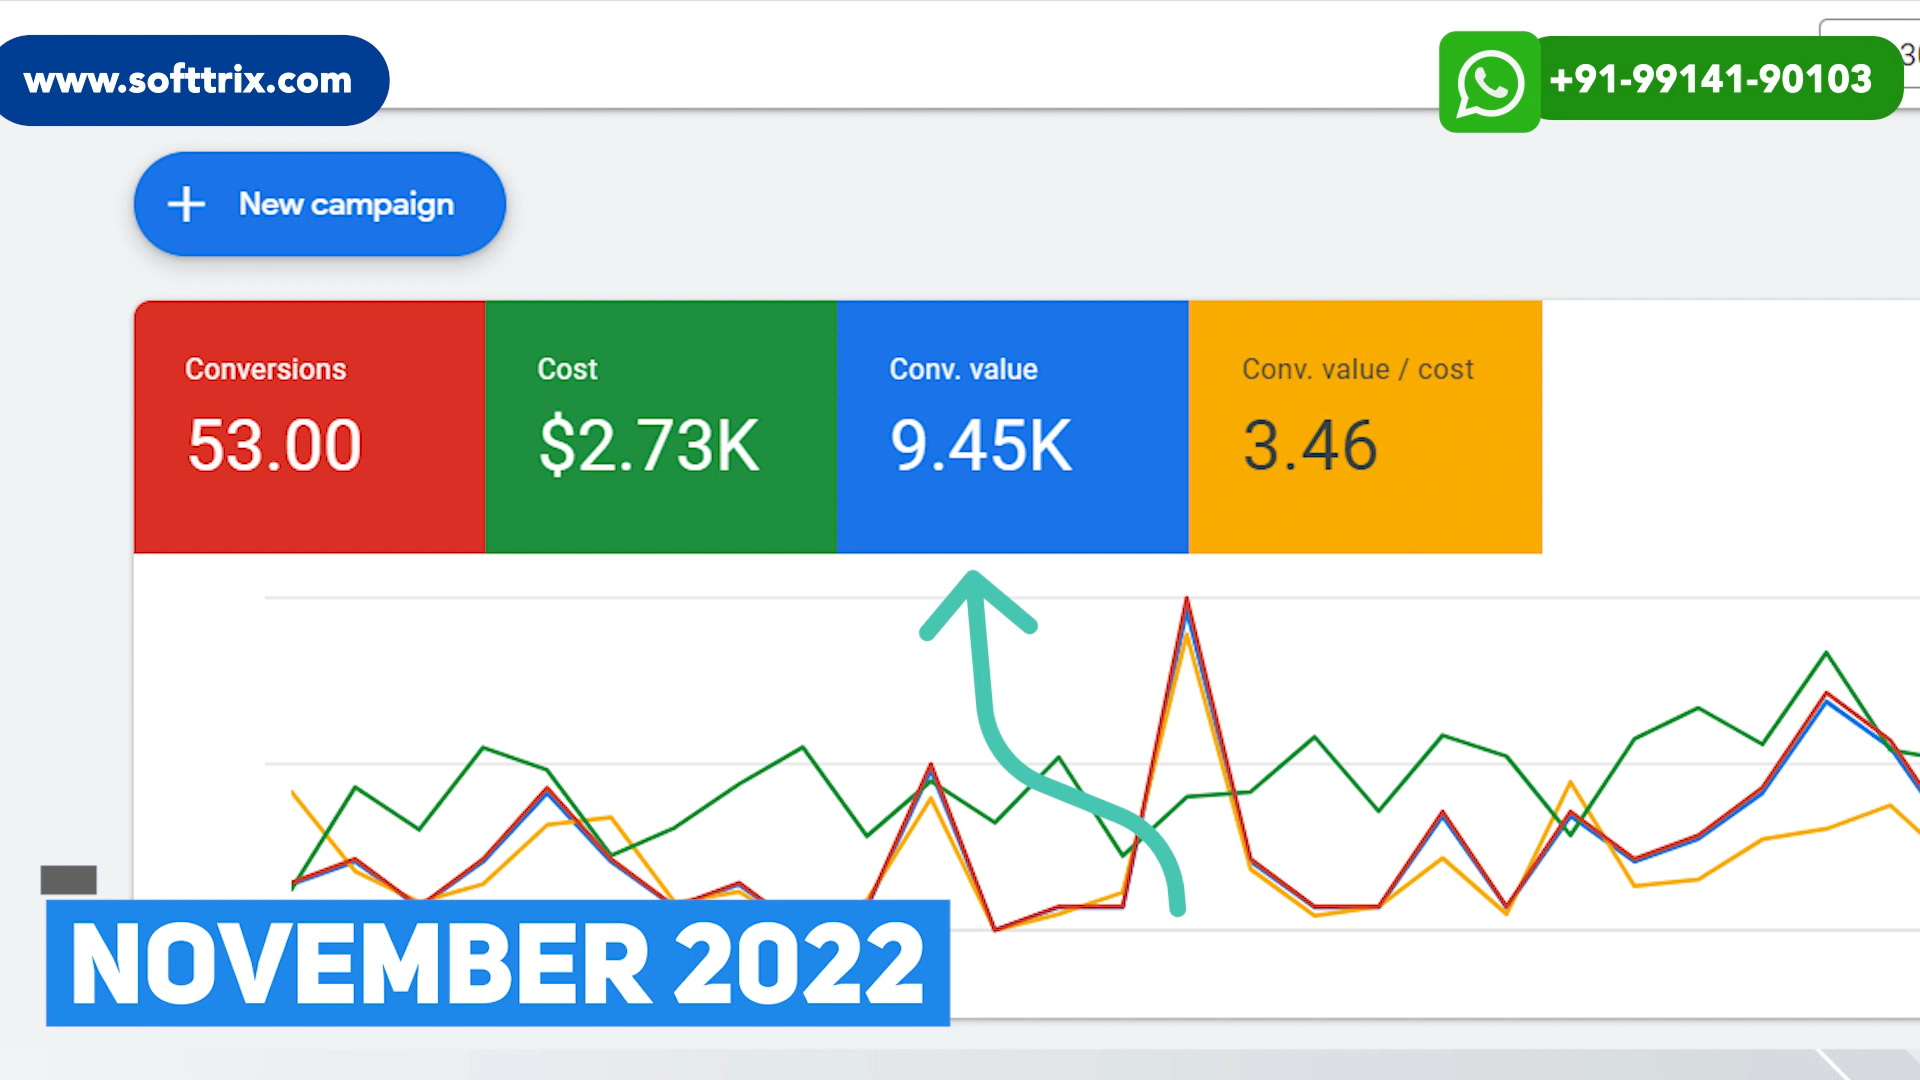 www.softtrix.com
+91-99141-90103
New campaign
Conversions
53.00
Cost
$2.73K
Conv. value
9.45K
Conv. value / cost
3.46
NOVEMBER 2022